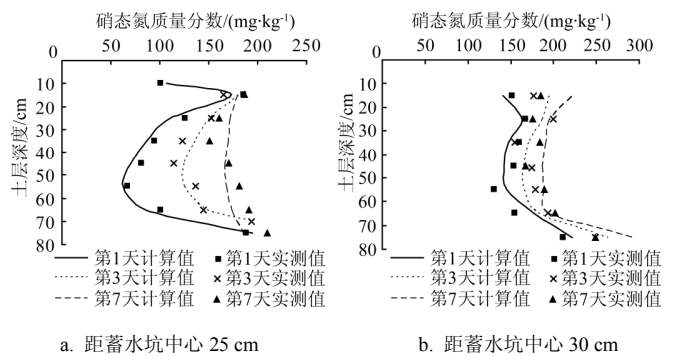 硝态氮质量分数/(mg·kg⁻¹)
0 50 100 150 200 250
10
20
30
40
50
60
70
80
土层深度/cm
第1天计算值 第1天实测值
第3天计算值 第3天实测值
第7天计算值 第7天实测值
a. 距蓄水坑中心 25 cm
硝态氮质量分数/(mg·kg⁻¹)
0 50 100 150 200 300
10
20
30
40
50
60
70
80
土层深度/cm
第1天计算值 第1天实测值
第3天计算值 第3天实测值
第7天计算值 第7天实测值
b. 距蓄水坑中心 30 cm